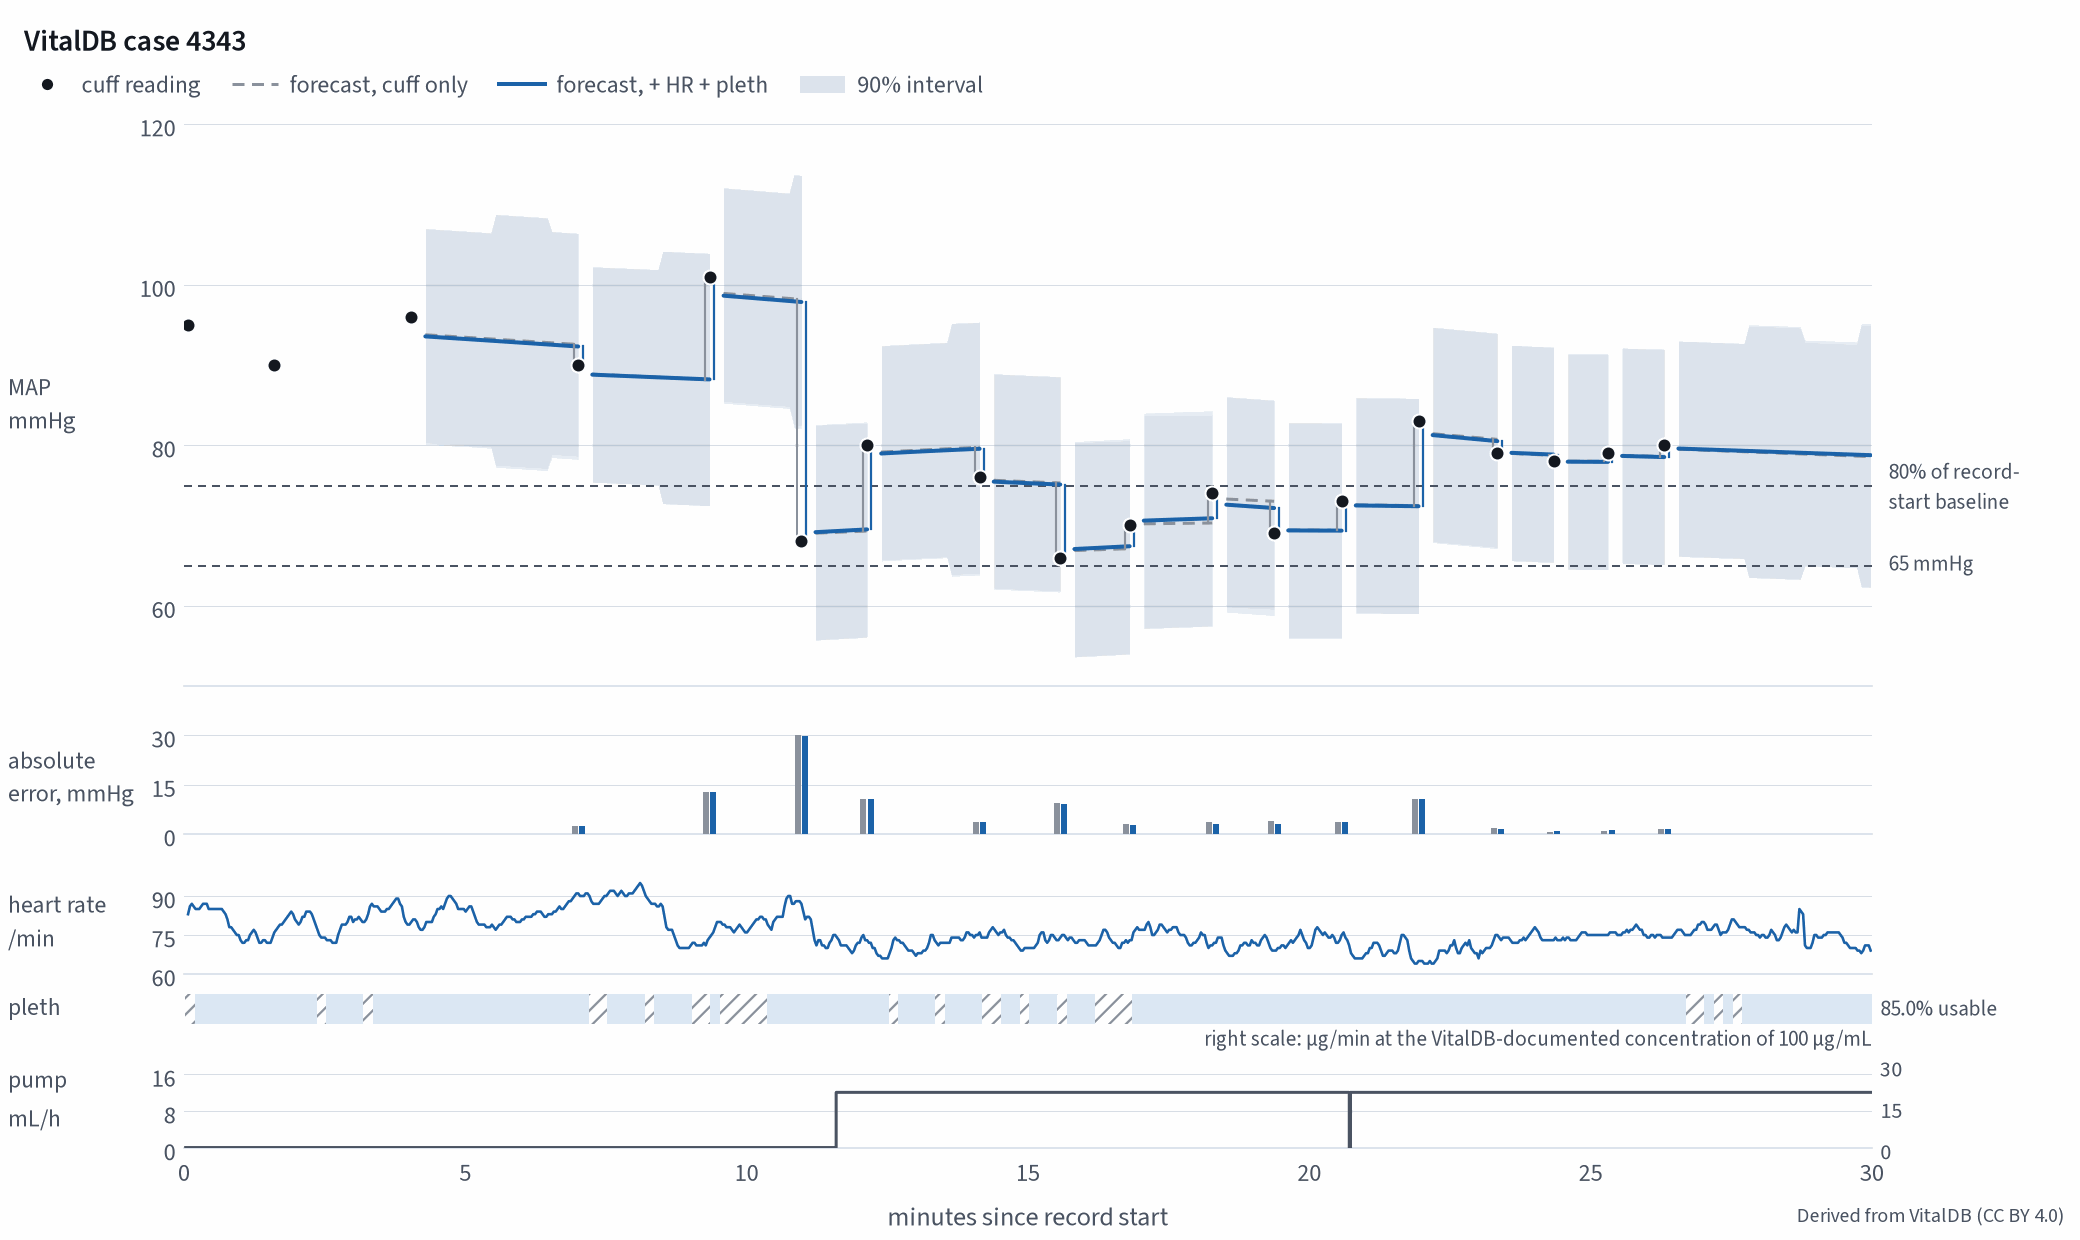 VitalDB case 4343
cuff reading
forecast, cuff only
forecast, + HR + pleth
90% interval
120
100
80
60
MAP
mmHg
80% of record-
start baseline
65 mmHg
absolute
error, mmHg
30
15
0
heart rate
/min
90
75
60
pleth
85.0% usable
right scale: µg/min at the VitalDB-documented concentration of 100 µg/mL
pump
mL/h
16
8
0
30
15
0
0 5 10 15 20 25 30
minutes since record start
Derived from VitalDB (CC BY 4.0)